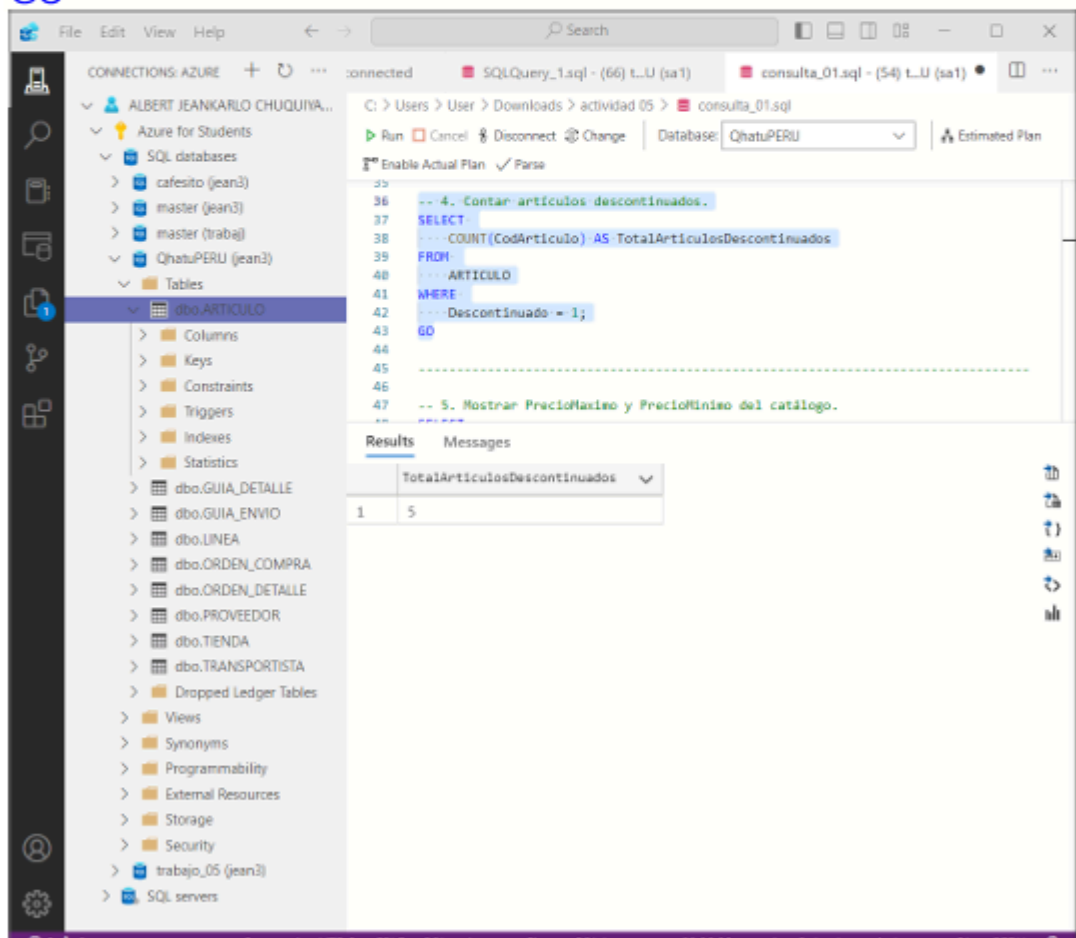 GO
File Edit View Help
Search
CONNECTIONS: AZURE
connected
SQLQuery_1.sql - (66) t...U (sa1)
consulta_01.sql - (54) t...U (sa1)
ALBERT JEANKARLO CHUQUIYA...
Azure for Students
SQL databases
cafesito (jean3)
master (jean3)
master (trabaj)
QhatuPERU (jean3)
Tables
dbo.ARTICULO
Columns
Keys
Constraints
Triggers
Indexes
Statistics
dbo.GUIA_DETALLE
dbo.GUIA_ENVIO
dbo.LINEA
dbo.ORDEN_COMPRA
dbo.ORDEN_DETALLE
dbo.PROVEEDOR
dbo.TIENDA
dbo.TRANSPORTISTA
Dropped Ledger Tables
Views
Synonyms
Programmability
External Resources
Storage
Security
trabajo_05 (jean3)
SQL servers
1
C: > Users > User > Downloads > actividad 05 > consulta_01.sql
Run Cancel Disconnect Change Database: QhatuPERU Estimated Plan
Enable Actual Plan Parse
35
36 -- 4. Contar artículos descontinuados.
37 SELECT
38 COUNT(CodArticulo) AS TotalArticulosDescontinuados
39 FROM
40 ARTICULO
41 WHERE
42 Descontinuado = 1;
43 GO
44
45 --------------------------------------------------------------------------------
46
47 -- 5. Mostrar PrecioMaximo y PrecioMinimo del catálogo.
Results Messages
TotalArticulosDescontinuados
1 5